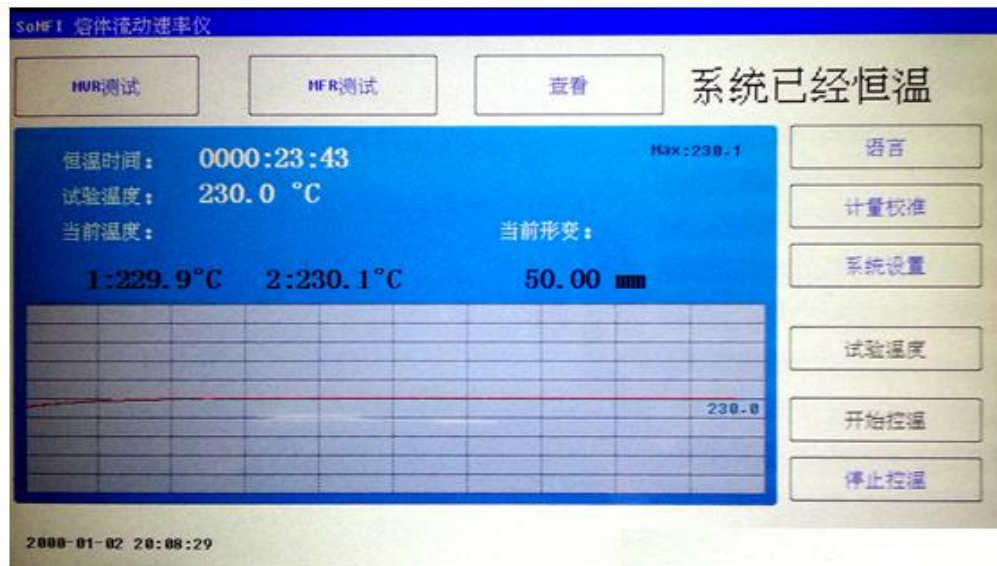 SoMFI 熔体流动速率仪
MVR测试
MFR测试
查看
系统已经恒温
恒温时间：
0000:23:43
Max:230.1
试验温度：
230.0 °C
当前温度：
当前形变：
1:229.9°C
2:230.1°C
50.00 mm
230.0
语言
计量校准
系统设置
试验温度
开始控温
停止控温
2000-01-02 20:08:29